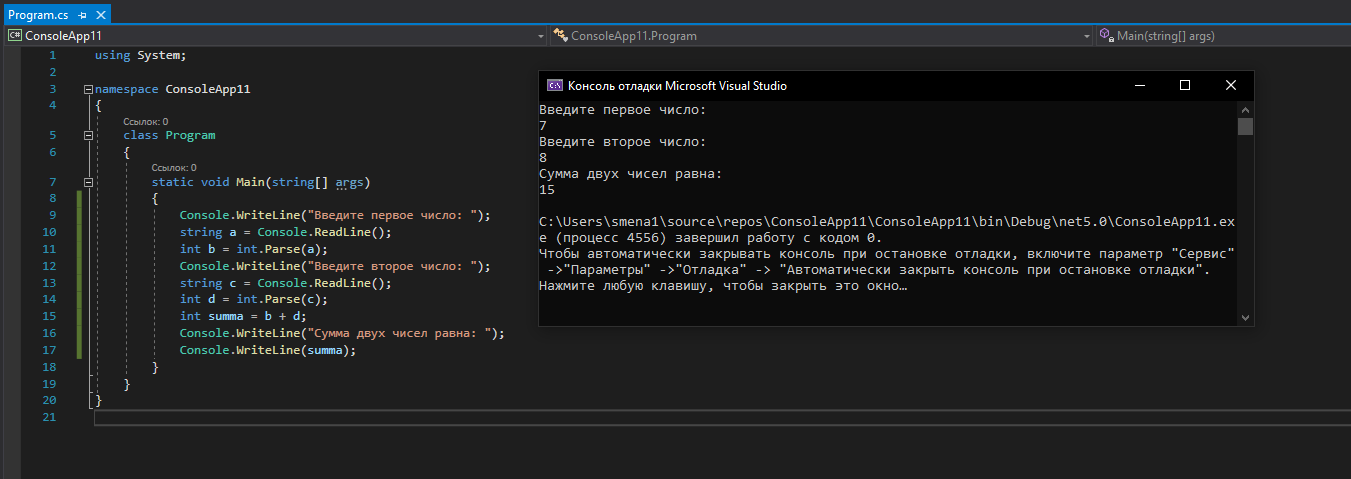 Program.cs
ConsoleApp11 ConsoleApp11.Program Main(string[] args)
1 using System;
2
3 namespace ConsoleApp11
4 {
Ссылок: 0
5 class Program
6 {
Ссылок: 0
7 static void Main(string[] args)
8 {
9 Console.WriteLine("Введите первое число: ");
10 string a = Console.ReadLine();
11 int b = int.Parse(a);
12 Console.WriteLine("Введите второе число: ");
13 string c = Console.ReadLine();
14 int d = int.Parse(c);
15 int summa = b + d;
16 Console.WriteLine("Сумма двух чисел равна: ");
17 Console.WriteLine(summa);
18 }
19 }
20 }
21
Консоль отладки Microsoft Visual Studio
Введите первое число:
7
Введите второе число:
8
Сумма двух чисел равна:
15
C:\Users\smena1\source\repos\ConsoleApp11\ConsoleApp11\bin\Debug\net5.0\ConsoleApp11.ex
e (процесс 4556) завершил работу с кодом 0.
Чтобы автоматически закрывать консоль при остановке отладки, включите параметр "Сервис"
->"Параметры" ->"Отладка" -> "Автоматически закрыть консоль при остановке отладки".
Нажмите любую клавишу, чтобы закрыть это окно…